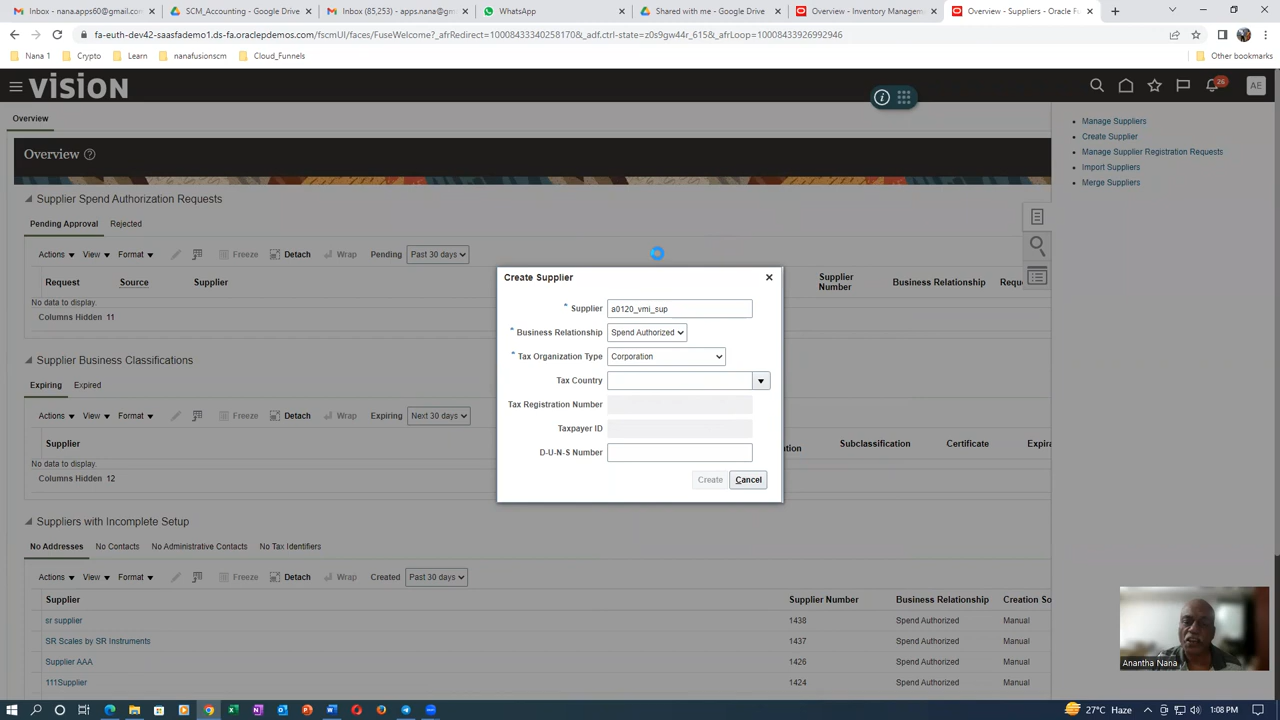 Inbox - nana.apps60@gmail.com
SCM_Accounting - Google Drive
Inbox (85,253) - apps.nana@gm
WhatsApp
Shared with me - Google Drive
Overview - Inventory Managem
Overview - Suppliers - Oracle F
fa-euth-dev42-saasfademo1.ds-fa.oraclepdemos.com/fscmUI/faces/FuseWelcome?_afrRedirect=10008433340258170&_adf.ctrl-state=z0s9gw44r_615&_afrLoop=100084339269 92946
Nana 1
Crypto
Learn
nanafusionscm
Cloud_Funnels
Other bookmarks
VISION
26
AE
Overview
Overview
Manage Suppliers
Create Supplier
Manage Supplier Registration Requests
Import Suppliers
Merge Suppliers
Supplier Spend Authorization Requests
Pending Approval Rejected
Actions View Format Freeze Detach Wrap Pending Past 30 days
Request Source Supplier Supplier Number Business Relationship Reque
No data to display.
Columns Hidden 11
Create Supplier
* Supplier a0120_vmi_sup
* Business Relationship Spend Authorized
* Tax Organization Type Corporation
Tax Country
Tax Registration Number
Taxpayer ID
D-U-N-S Number
Create Cancel
Supplier Business Classifications
Expiring Expired
Actions View Format Freeze Detach Wrap Expiring Next 30 days
Supplier ation Subclassification Certificate Expira
No data to display.
Columns Hidden 12
Suppliers with Incomplete Setup
No Addresses No Contacts No Administrative Contacts No Tax Identifiers
Actions View Format Freeze Detach Wrap Created Past 30 days
Supplier Supplier Number Business Relationship Creation So
sr supplier 1438 Spend Authorized Manual
SR Scales by SR Instruments 1437 Spend Authorized Manual
Supplier AAA 1426 Spend Authorized Manual
111Supplier 1424 Spend Authorized Manual
Anantha Nana
27°C Haze 1:08 PM